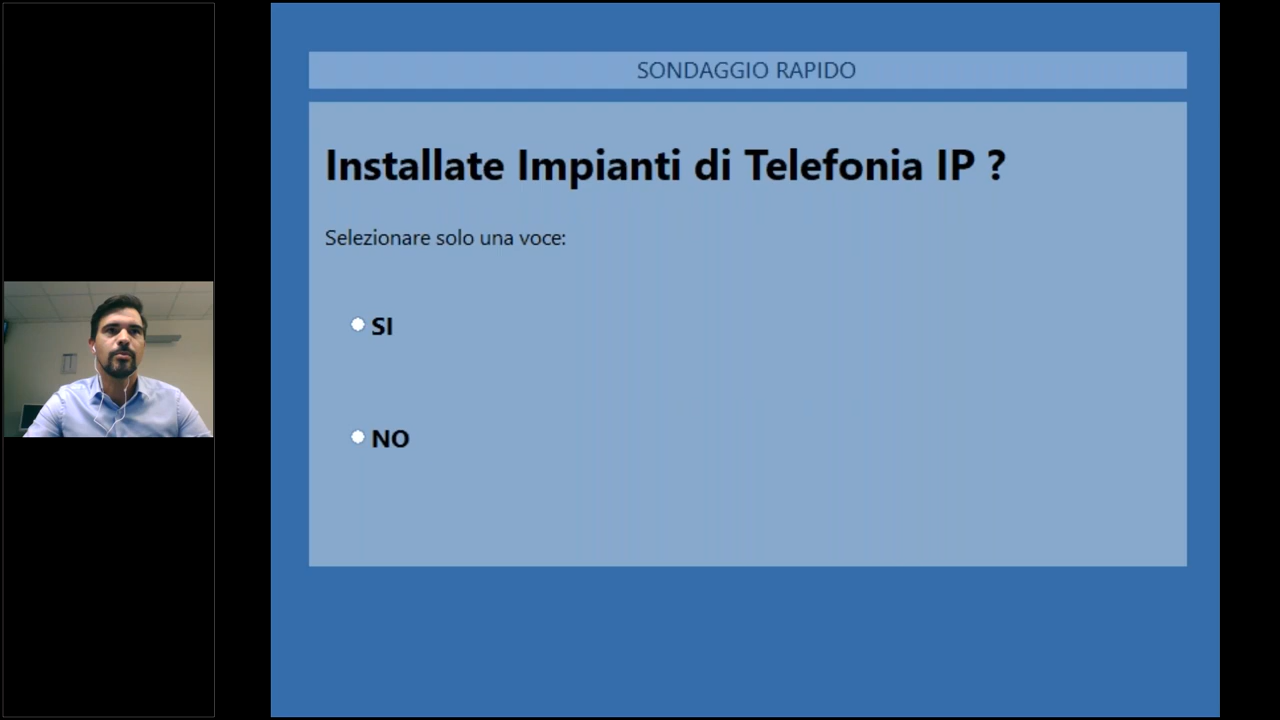 SONDAGGIO RAPIDO
Installate Impianti di Telefonia IP ?
Selezionare solo una voce:
SI
NO